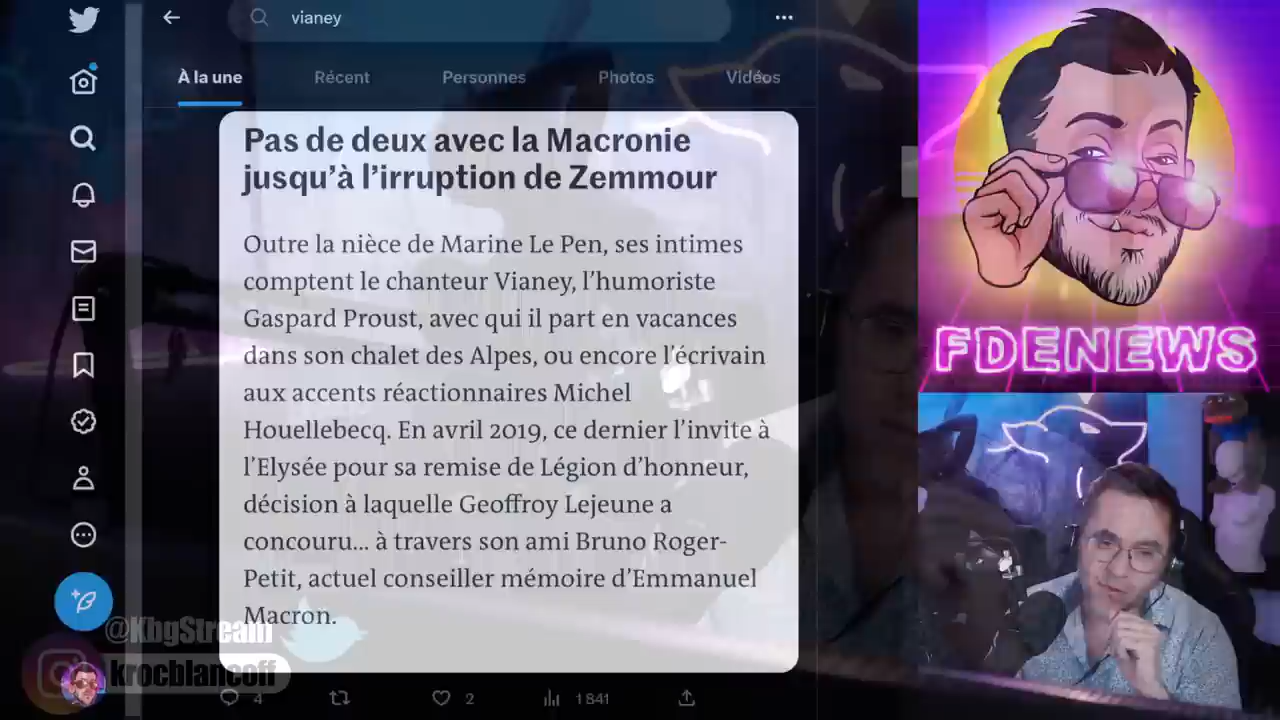 vianey
À la une
Récent
Personnes
Photos
Vidéos
Pas de deux avec la Macronie
jusqu’à l’irruption de Zemmour
Outre la nièce de Marine Le Pen, ses intimes
comptent le chanteur Vianey, l’humoriste
Gaspard Proust, avec qui il part en vacances
dans son chalet des Alpes, ou encore l’écrivain
aux accents réactionnaires Michel
Houellebecq. En avril 2019, ce dernier l’invite à
l’Elysée pour sa remise de Légion d’honneur,
décision à laquelle Geoffroy Lejeune a
concouru… à travers son ami Bruno Roger-
Petit, actuel conseiller mémoire d’Emmanuel
Macron.
@KbgStream
krocblancoff
4
2
1 841
FDENEWS